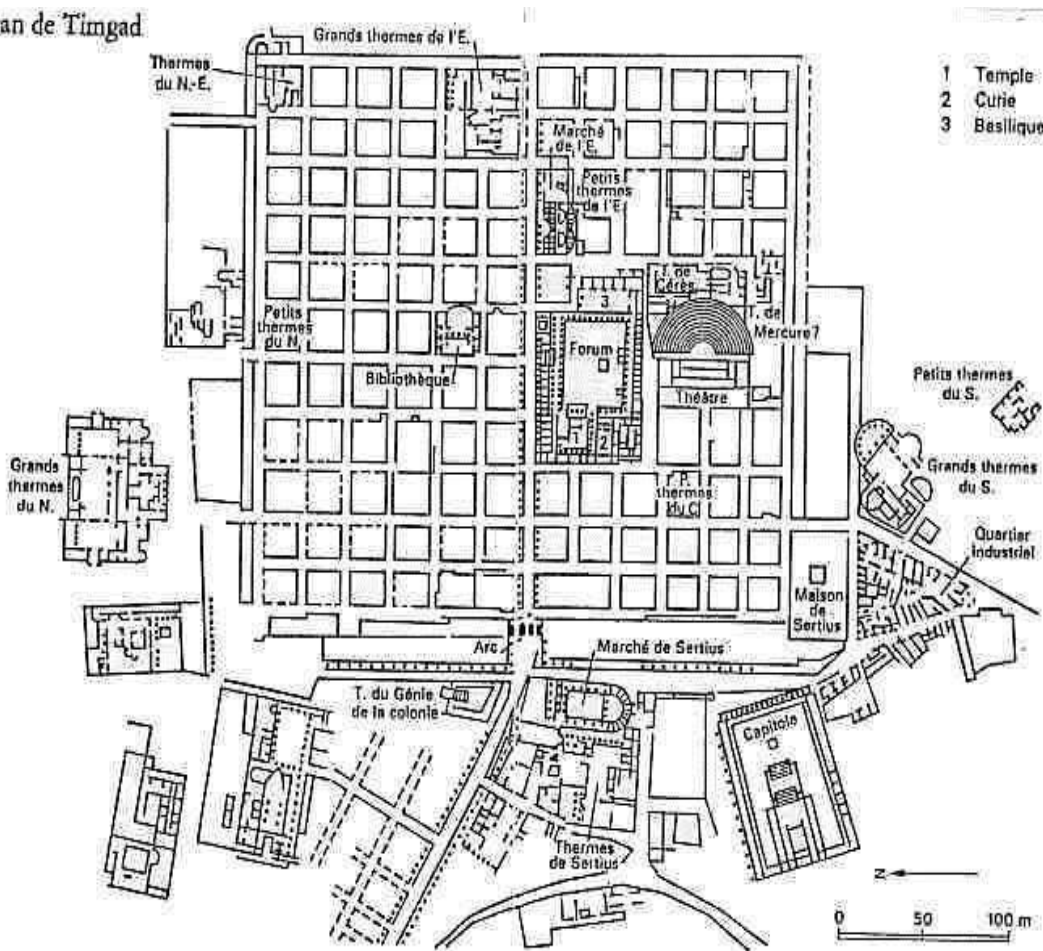 an de Timgad
Grands thermes de l'E.
Thermes
du N.-E.
1 Temple
2 Curie
3 Basilique
Marché
de l'E.
Petits
thermes
de l'E
T. de
Cérès
3
T. de
Mercure?
Petits
thermes
du N
Forum
Bibliothèque
Théâtre
Petits thermes
du S.
1
2
Grands
thermes
du N.
Grands thermes
du S.
P.
thermes
du C
Quartier
industriel
Maison
de
Sertius
Arc
Marché de Sertius
T. du Génie
de la colonie
Capitole
Thermes
de Sertius
N
0 50 100 m